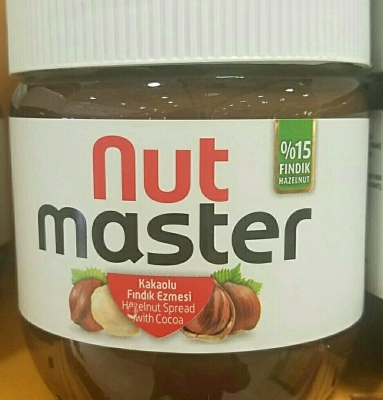 nut
master
%15
FINDIK
HAZELNUT
Kakaolu
Fındık Ezmesi
Hazelnut Spread
with Cocoa